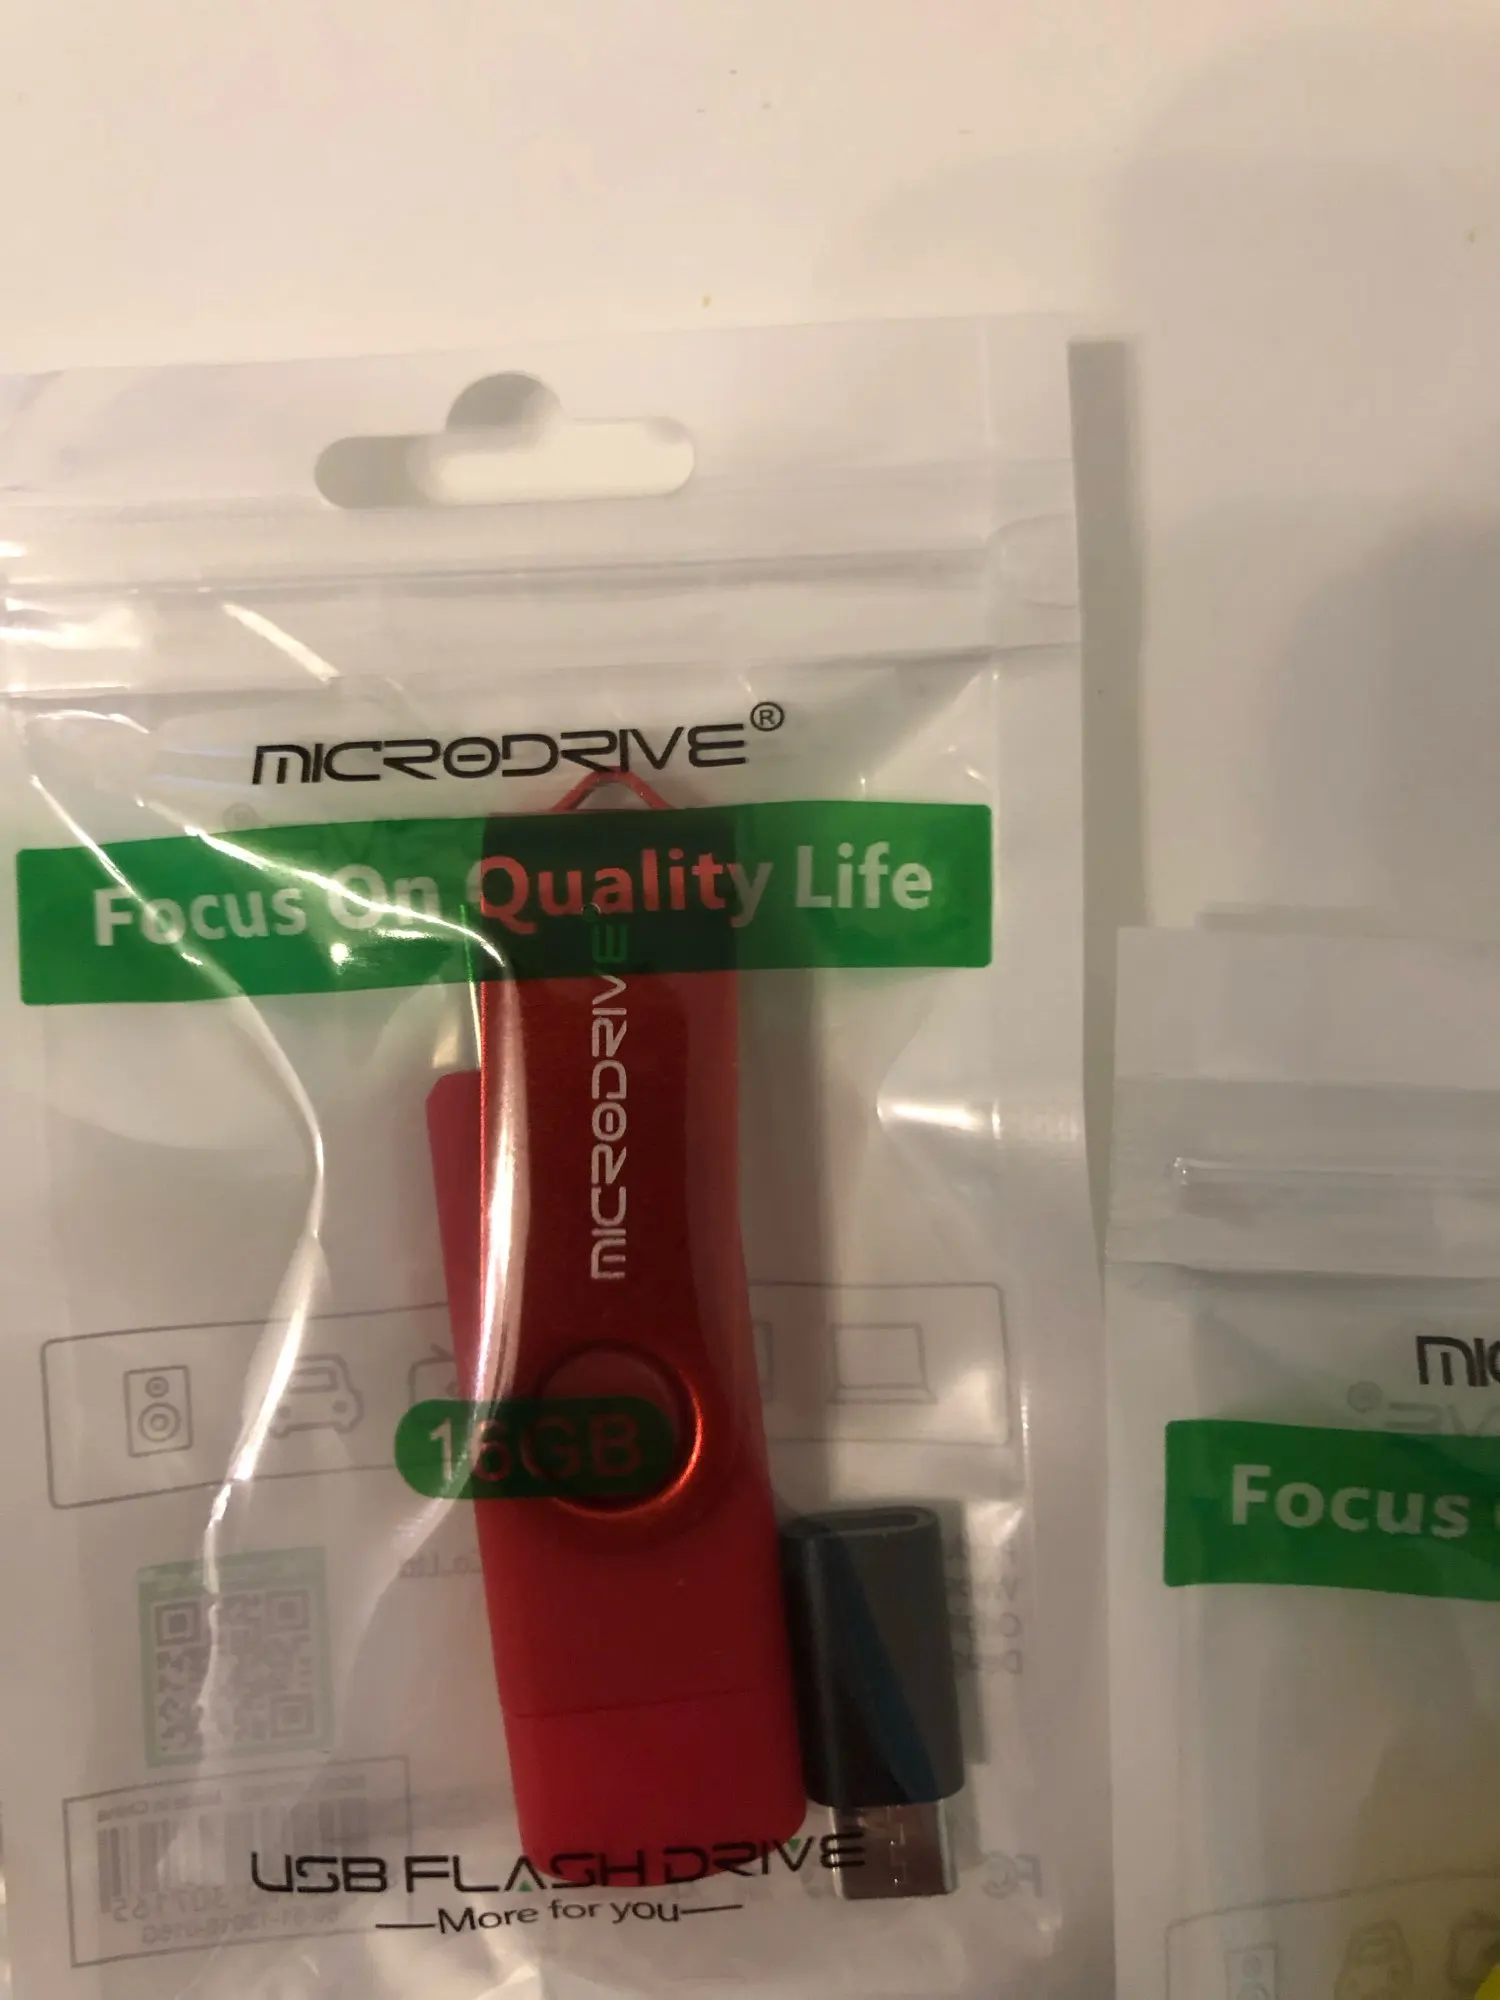 MICRODRIVE®
Focus On Quality Life
MICRODRIVE
16GB
USB FLASH DRIVE
—More for you—
Focus